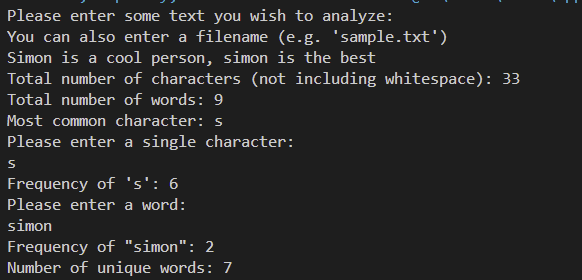 Please enter some text you wish to analyze:
You can also enter a filename (e.g. 'sample.txt')
Simon is a cool person, simon is the best
Total number of characters (not including whitespace): 33
Total number of words: 9
Most common character: s
Please enter a single character:
s
Frequency of 's': 6
Please enter a word:
simon
Frequency of "simon": 2
Number of unique words: 7